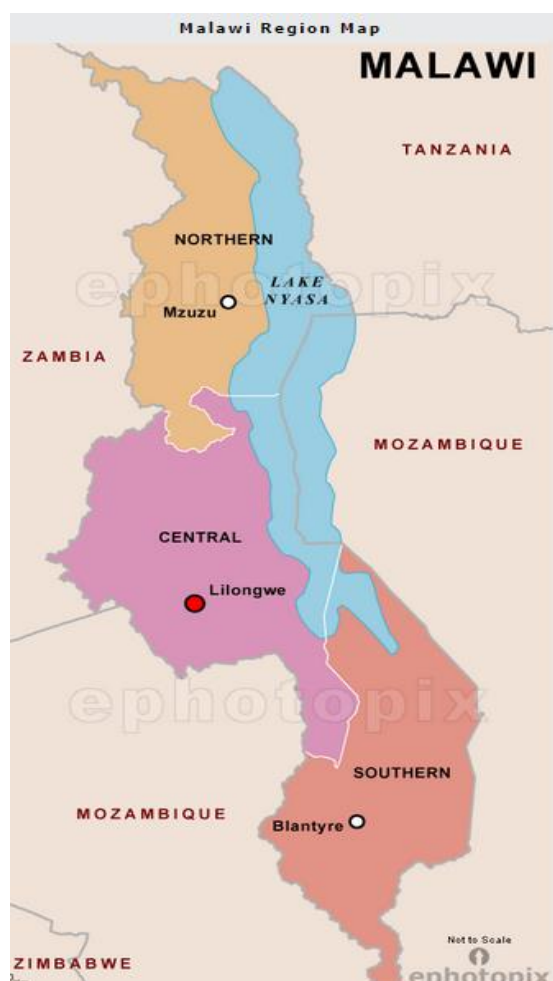 Malawi Region Map
MALAWI
TANZANIA
NORTHERN
LAKE
NYASA
ephotopix
Mzuzu
ZAMBIA
MOZAMBIQUE
CENTRAL
Lilongwe
ephotopix
SOUTHERN
MOZAMBIQUE
Blantyre
Not to Scale
ZIMBABWE
ephotopix